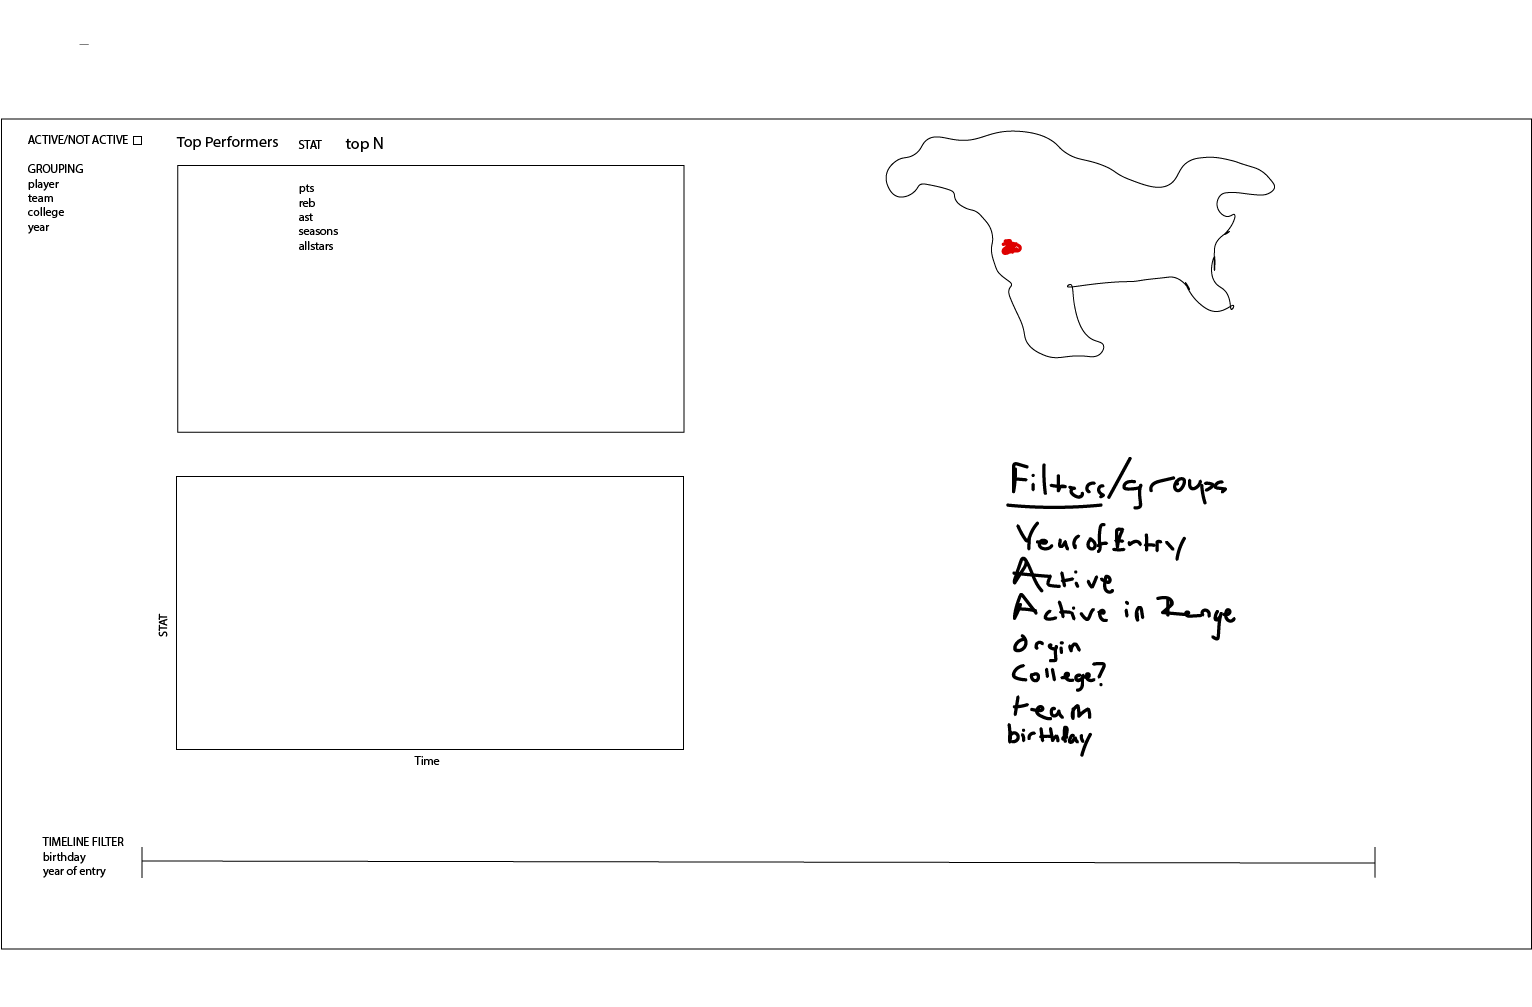 ACTIVE/NOT ACTIVE
GROUPING
player
team
college
year
Top Performers STAT top N
pts
reb
ast
seasons
allstars
STAT
Time
Filters/groups
Year of Entry
Active
Active in Range
Orgin
College?
team
birthday
TIMELINE FILTER
birthday
year of entry